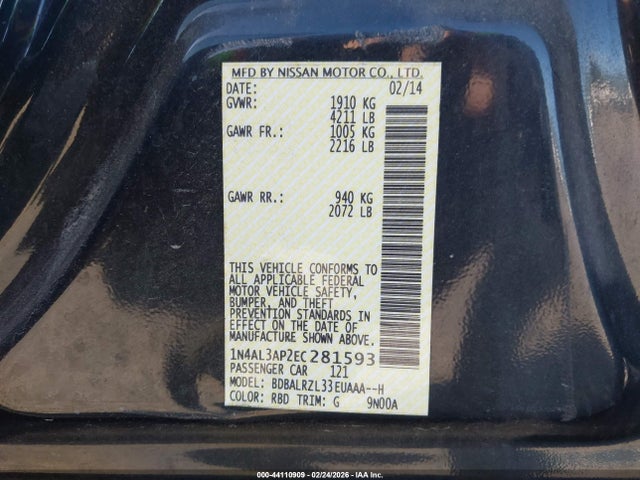 MFD BY NISSAN MOTOR CO., LTD.
DATE: 02/14
GVWR: 1910 KG
4211 LB
GAWR FR.: 1005 KG
2216 LB
GAWR RR.: 940 KG
2072 LB
THIS VEHICLE CONFORMS TO
ALL APPLICABLE FEDERAL
MOTOR VEHICLE SAFETY,
BUMPER, AND THEFT
PREVENTION STANDARDS IN
EFFECT ON THE DATE OF
MANUFACTURE SHOWN ABOVE.
1N4AL3AP2EC281593
PASSENGER CAR 121
MODEL: BDBALRZL33EUAAA--H
COLOR: RBD TRIM: G 9N00A
000-44110909 - 02/24/2026 - IAA Inc.